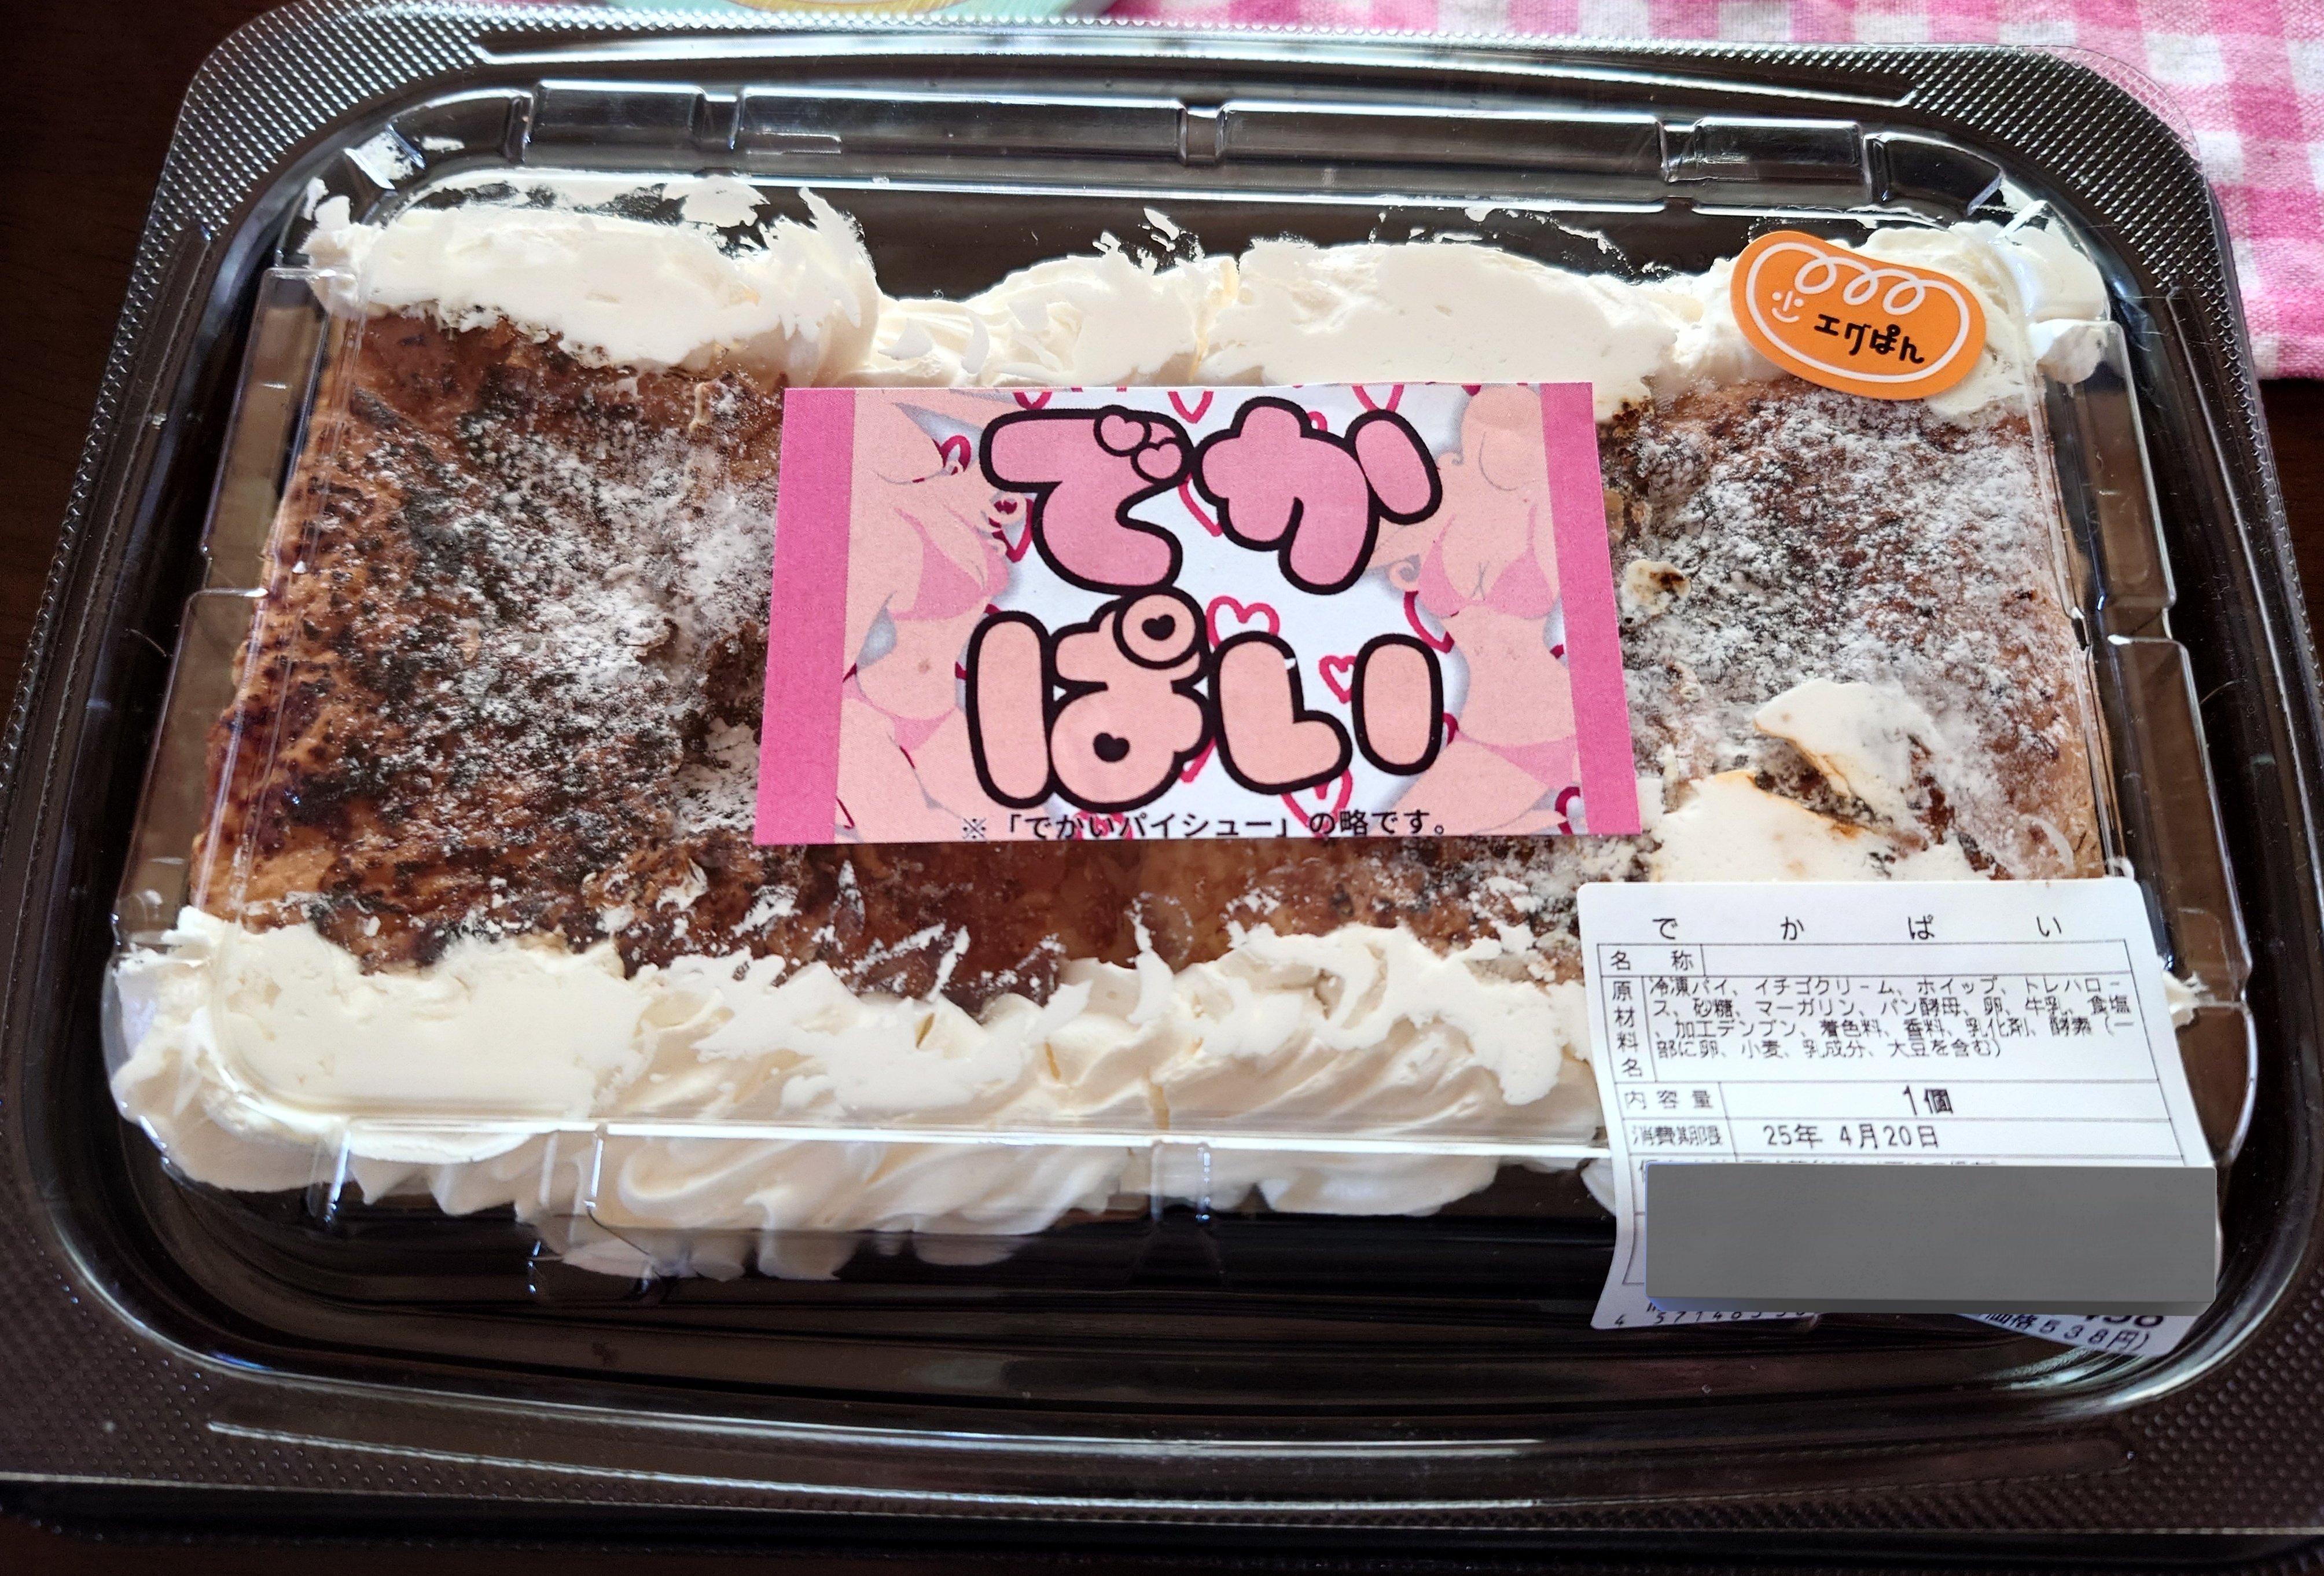 エグぱん
でか
ぱい
※「でかいパイシュー」の略です。
でかぱい
名称
原材料名
冷凍パイ、イチゴクリーム、ホイップ、トレハロー
ス、砂糖、マーガリン、パン酵母、卵、牛乳、食塩
、加工デンプン、着色料、香料、乳化剤、酵素（一
部に卵、小麦、乳成分、大豆を含む）
内容量 1個
消費期限 25年 4月20日
価格538円）